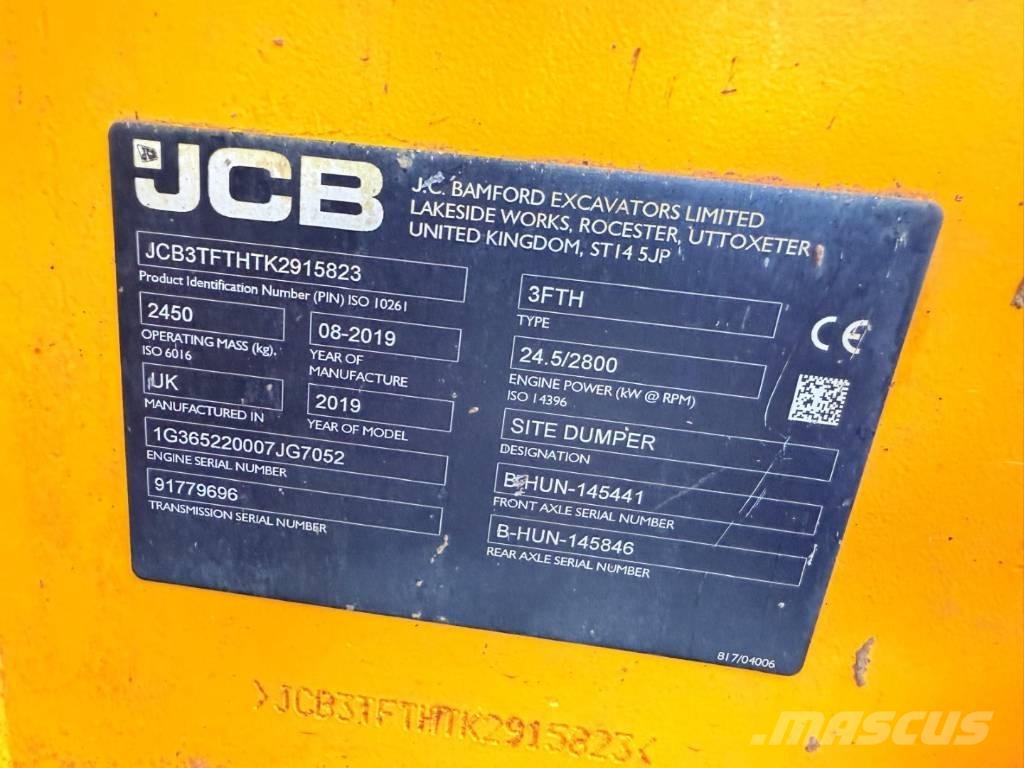 JCB
J.C. BAMFORD EXCAVATORS LIMITED
LAKESIDE WORKS, ROCESTER, UTTOXETER
UNITED KINGDOM, ST14 5JP
JCB3TFTHTK2915823
Product Identification Number (PIN) ISO 10261
2450
OPERATING MASS (kg),
ISO 6016
08-2019
YEAR OF
MANUFACTURE
UK
MANUFACTURED IN
2019
YEAR OF MODEL
1G365220007JG7052
ENGINE SERIAL NUMBER
91779696
TRANSMISSION SERIAL NUMBER
3FTH
TYPE
24.5/2800
ENGINE POWER (kW @ RPM)
ISO 14396
SITE DUMPER
DESIGNATION
B-HUN-145441
FRONT AXLE SERIAL NUMBER
B-HUN-145846
REAR AXLE SERIAL NUMBER
CE
817/04006
>JCB3TFTHTK2915823<
MASCUS